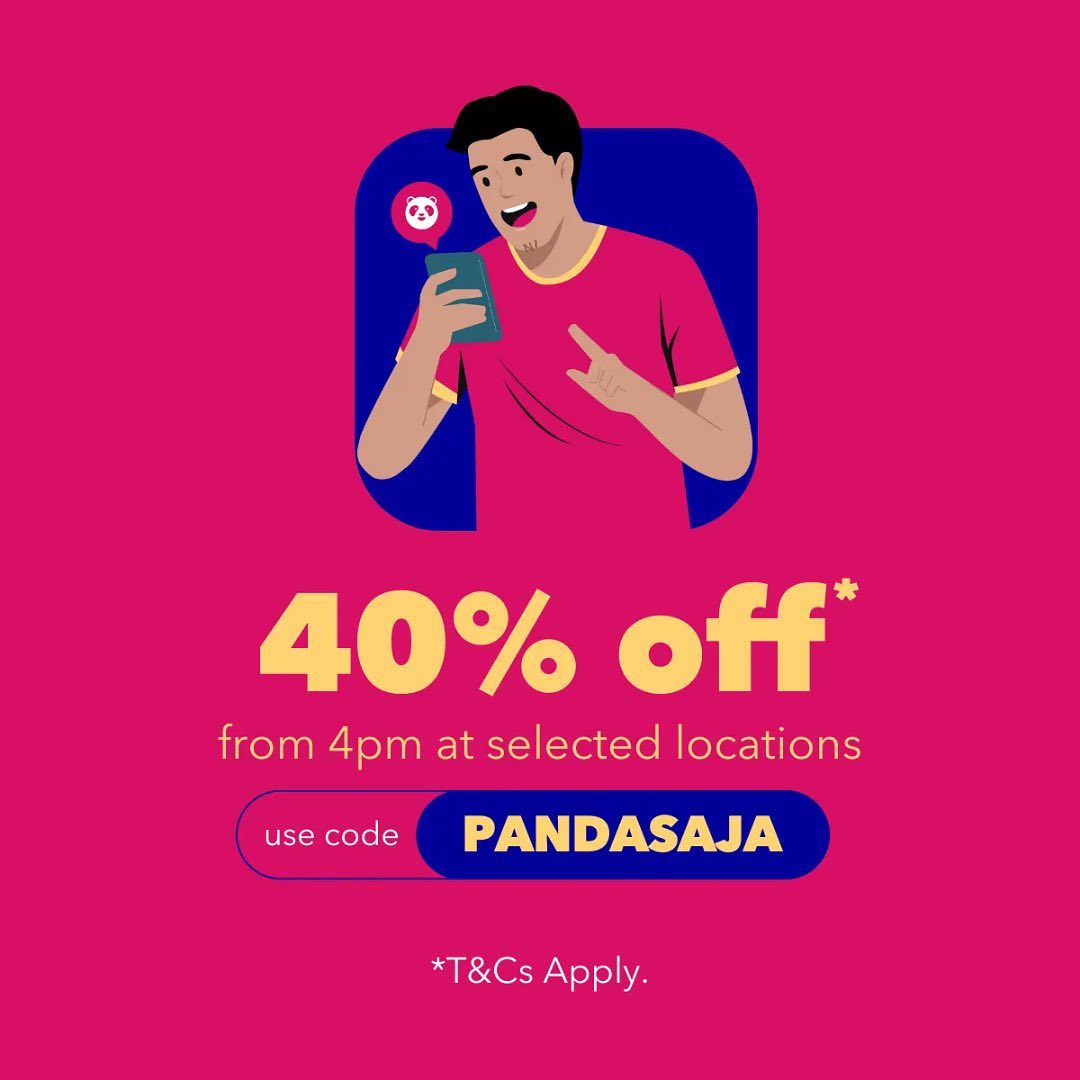 40% off*
from 4pm at selected locations
use code PANDASAJA
*T&Cs Apply.